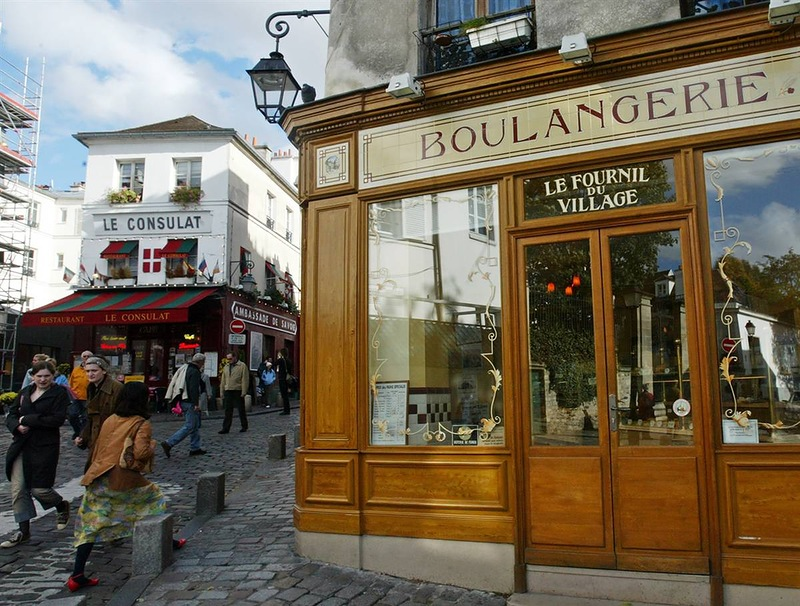 BOULANGERIE
LE FOURNIL
DU
VILLAGE
LE CONSULAT
RESTAURANT LE CONSULAT
AMBASSADE DE SAVOIE